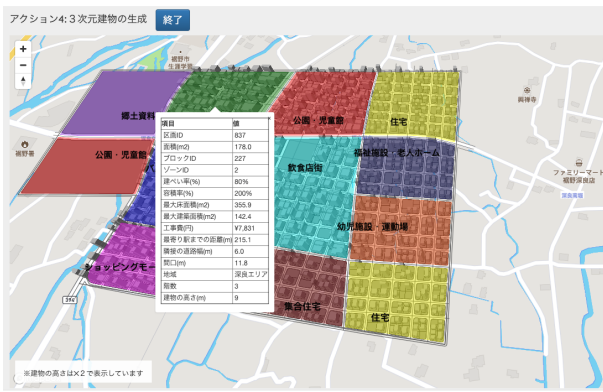 アクション4:３次元建物の生成
終了
+
−
裾野市
生涯学習
郷土資料
公園・児童館
住宅
興禅寺
裾野署
公園・児童館
飲食店街
福祉施設・老人ホーム
ファミリーマート
裾野深良店
項目 値
区画ID 837
面積(m2) 178.0
ブロックID 227
ゾーンID 2
建ぺい率(%) 80%
容積率(%) 200%
最大床面積(m2) 355.9
最大建築面積(m2) 142.4
工事費(円) ¥7,831
最寄り駅までの距離(m) 215.1
隣接の道路幅(m) 6.0
間口(m) 11.8
地域 深良エリア
階数 3
建物の高さ(m) 9
幼児施設・運動場
ショッピングモー
394
集合住宅
住宅
※建物の高さは×２で表示しています